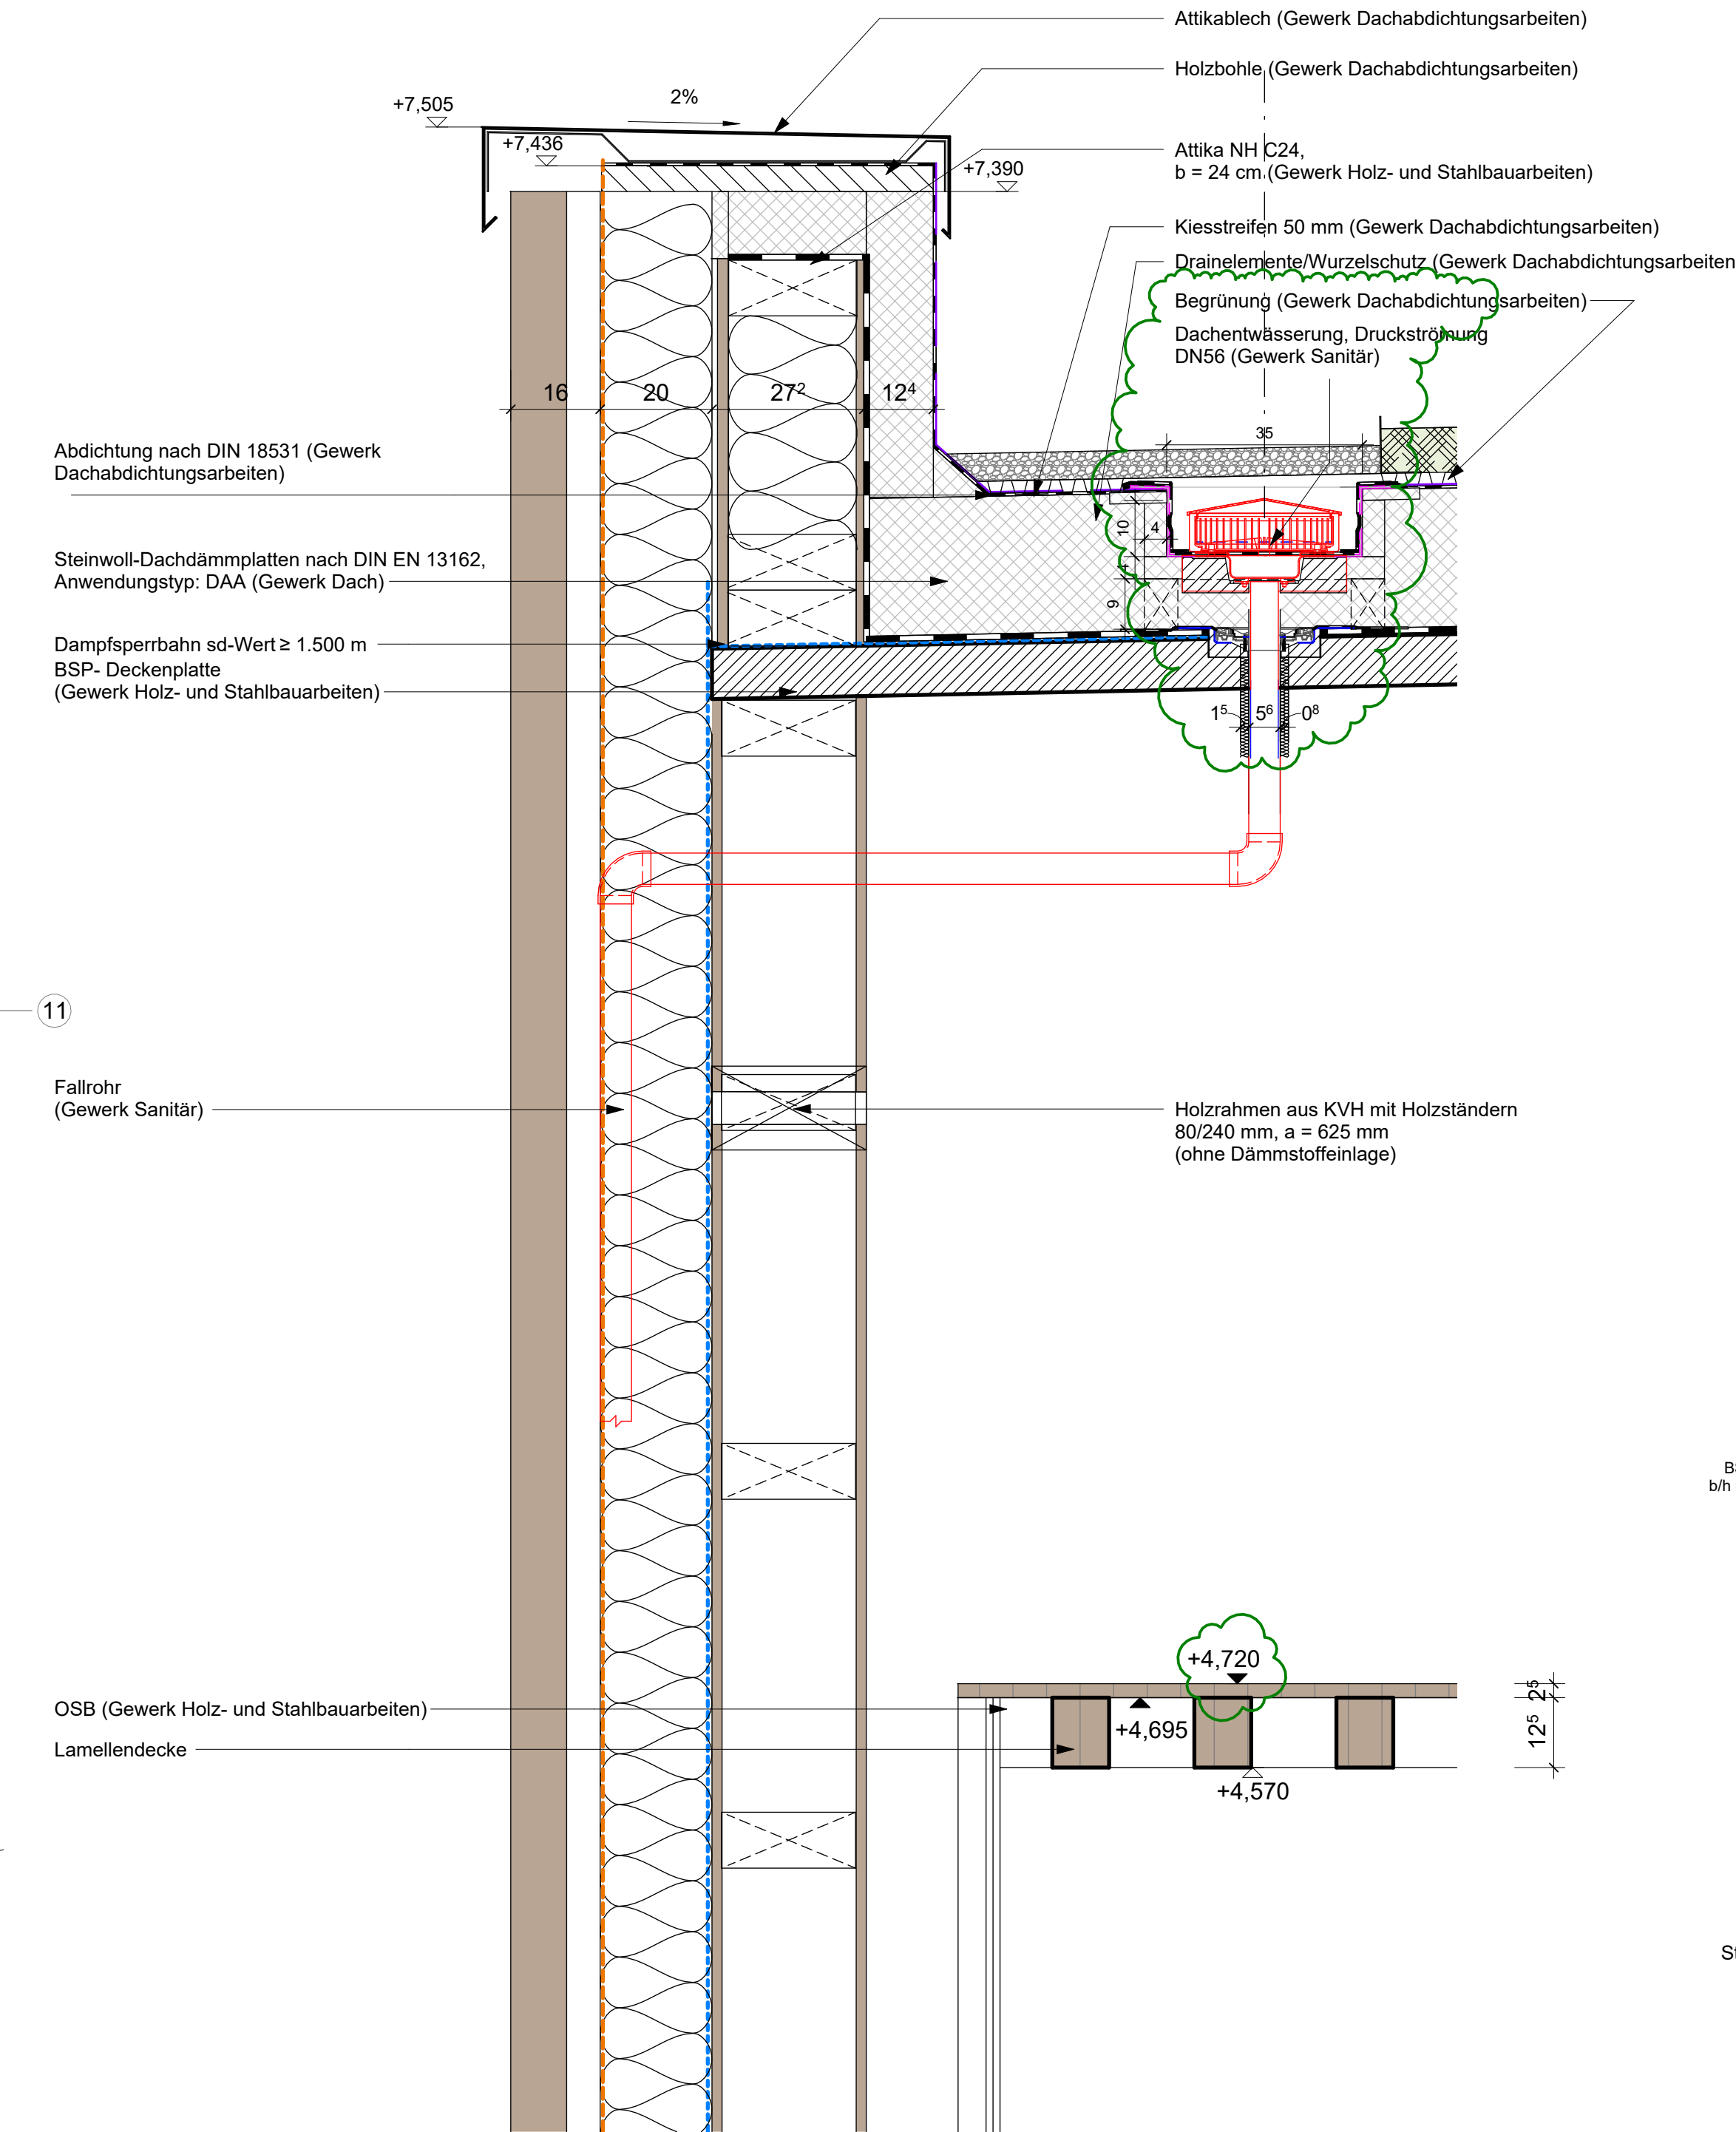 Attikablech (Gewerk Dachabdichtungsarbeiten)
Holzbohle (Gewerk Dachabdichtungsarbeiten)
+7,505
2%
+7,436
+7,390
Attika NH C24,
b = 24 cm (Gewerk Holz- und Stahlbauarbeiten)
Kiesstreifen 50 mm (Gewerk Dachabdichtungsarbeiten)
Drainelemente/Wurzelschutz (Gewerk Dachabdichtungsarbeiten
Begrünung (Gewerk Dachabdichtungsarbeiten)
Dachentwässerung, Druckströmung
DN56 (Gewerk Sanitär)
16 20 27² 12⁴
35
Abdichtung nach DIN 18531 (Gewerk
Dachabdichtungsarbeiten)
10 4
4
9
Steinwoll-Dachdämmplatten nach DIN EN 13162,
Anwendungstyp: DAA (Gewerk Dach)
Dampfsperrbahn sd-Wert ≥ 1.500 m
BSP- Deckenplatte
(Gewerk Holz- und Stahlbauarbeiten)
1⁵ 5⁶ 0⁸
11
Fallrohr
(Gewerk Sanitär)
Holzrahmen aus KVH mit Holzständern
80/240 mm, a = 625 mm
(ohne Dämmstoffeinlage)
b/h
+4,720
2⁵
OSB (Gewerk Holz- und Stahlbauarbeiten)
+4,695
12⁵
Lamellendecke
+4,570